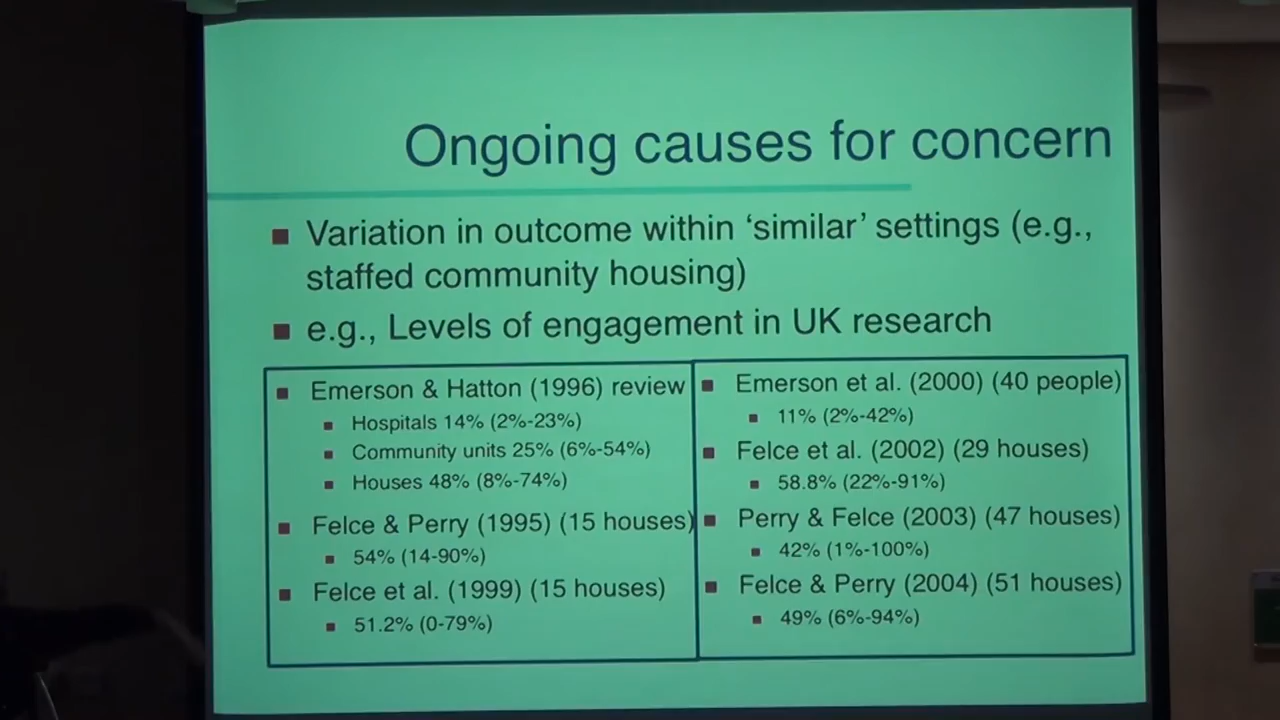 Ongoing causes for concern
Variation in outcome within ‘similar’ settings (e.g.,
staffed community housing)
e.g., Levels of engagement in UK research
Emerson & Hatton (1996) review
Hospitals 14% (2%-23%)
Community units 25% (6%-54%)
Houses 48% (8%-74%)
Felce & Perry (1995) (15 houses)
54% (14-90%)
Felce et al. (1999) (15 houses)
51.2% (0-79%)
Emerson et al. (2000) (40 people)
11% (2%-42%)
Felce et al. (2002) (29 houses)
58.8% (22%-91%)
Perry & Felce (2003) (47 houses)
42% (1%-100%)
Felce & Perry (2004) (51 houses)
49% (6%-94%)